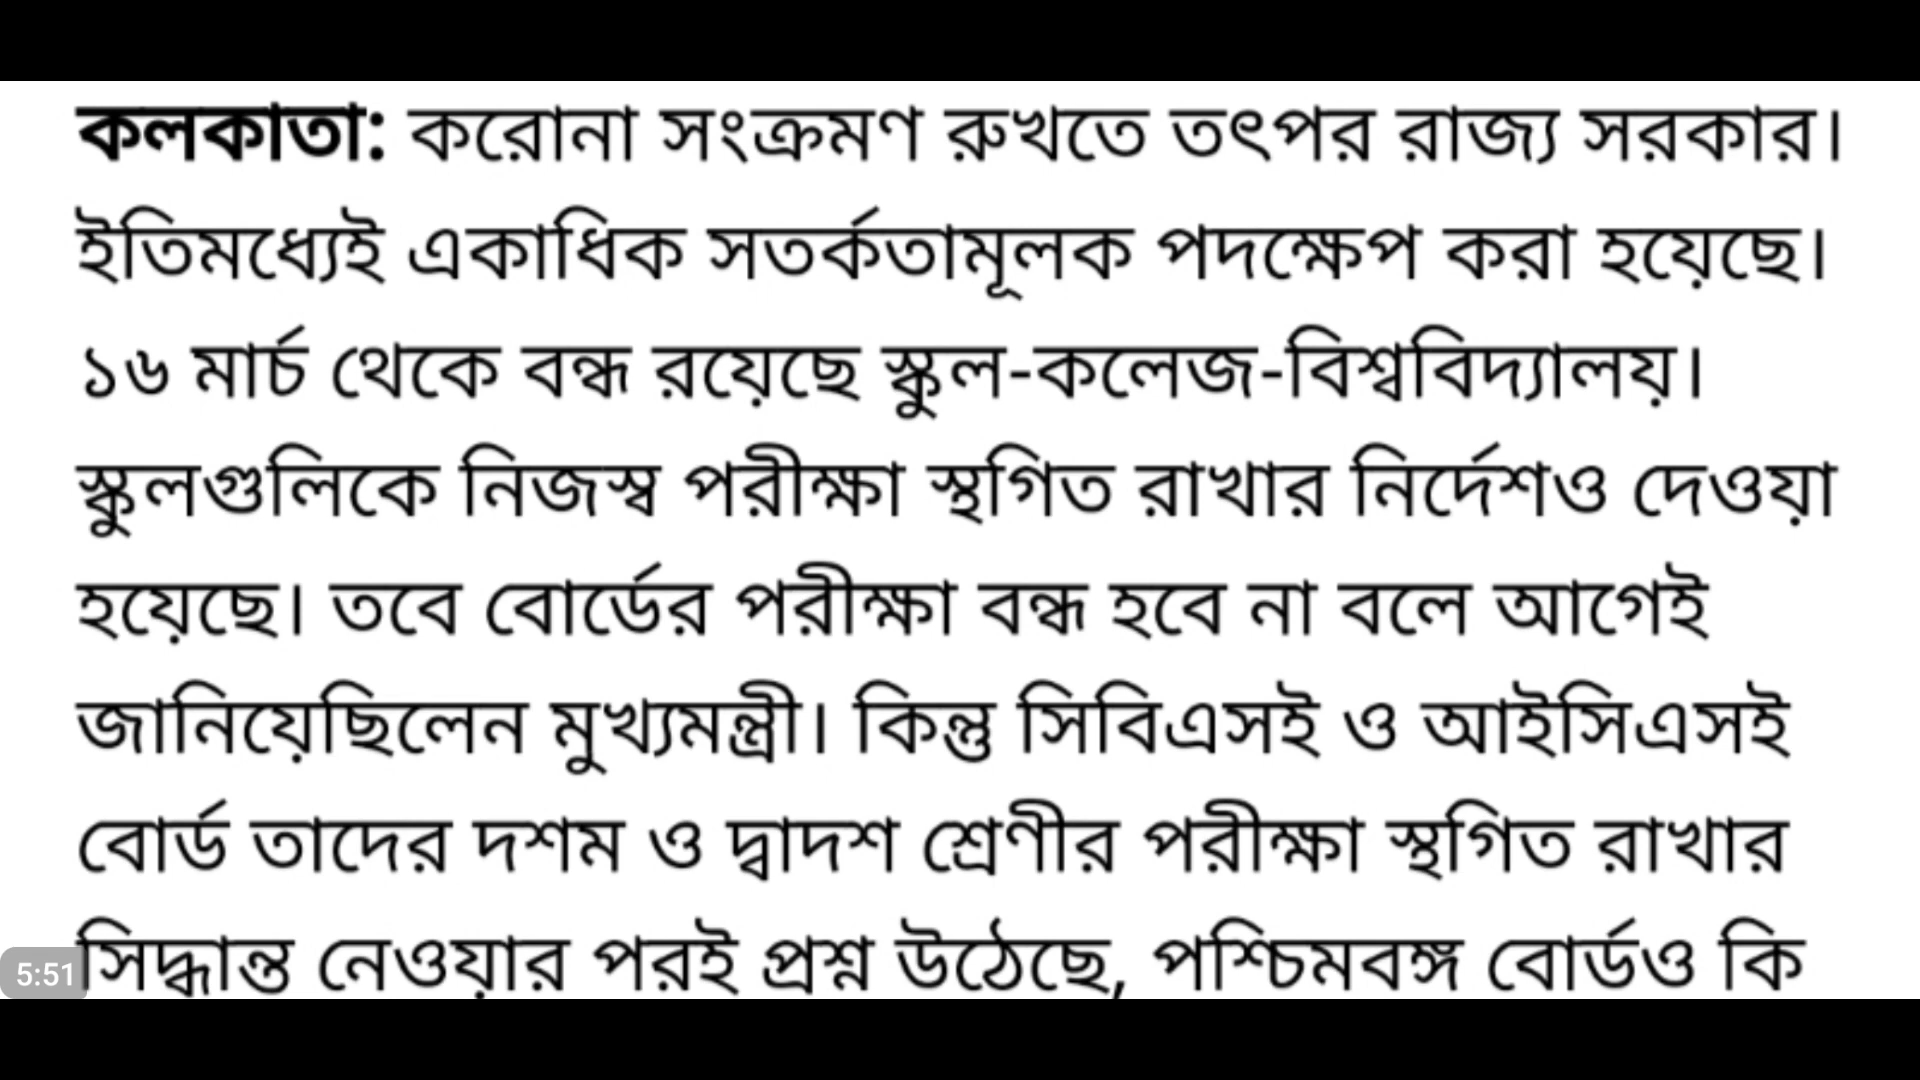 কলকাতা: করোনা সংক্রমণ রুখতে তৎপর রাজ্য সরকার।
ইতিমধ্যেই একাধিক সতর্কতামূলক পদক্ষেপ করা হয়েছে।
১৬ মার্চ থেকে বন্ধ রয়েছে স্কুল-কলেজ-বিশ্ববিদ্যালয়।
স্কুলগুলিকে নিজস্ব পরীক্ষা স্থগিত রাখার নির্দেশও দেওয়া
হয়েছে। তবে বোর্ডের পরীক্ষা বন্ধ হবে না বলে আগেই
জানিয়েছিলেন মুখ্যমন্ত্রী। কিন্তু সিবিএসই ও আইসিএসই
বোর্ড তাদের দশম ও দ্বাদশ শ্রেণীর পরীক্ষা স্থগিত রাখার
সিদ্ধান্ত নেওয়ার পরই প্রশ্ন উঠেছে, পশ্চিমবঙ্গ বোর্ডও কি
5:51